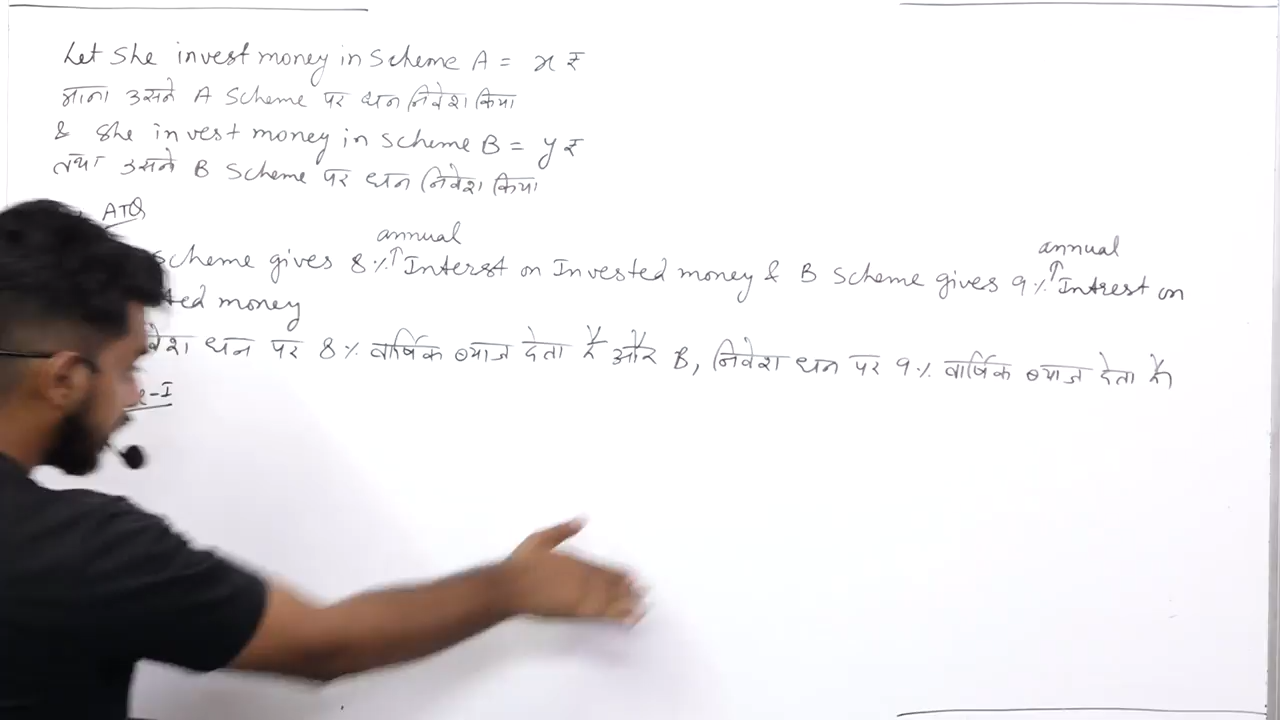 Let She invest money in Scheme A = x ₹
माना उसने A Scheme पर धन निवेश किया
& She invest money in scheme B = y ₹
तथा उसने B Scheme पर धन निवेश किया
ATQ
annual annual
Scheme gives 8% ↑ Interst on Invested money & B Scheme gives 9% ↑ Intrest on
ted money
वेश धन पर 8% वार्षिक ब्याज देता है और B, निवेश धन पर 9% वार्षिक ब्याज देता है
e-I